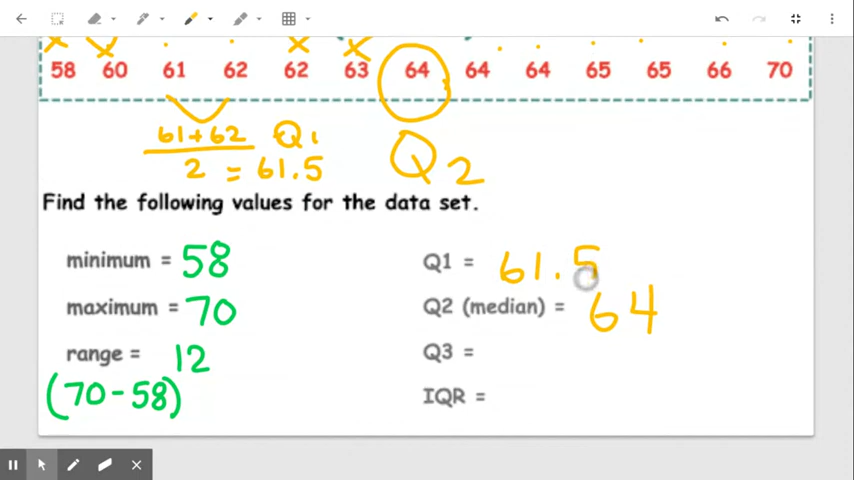 58 60 61 62 62 63 64 64 64 65 65 66 70
61 + 62 Q1
2 = 61.5
Q2
Find the following values for the data set.
minimum = 58
maximum = 70
range = 12
(70 - 58)
Q1 = 61.5
Q2 (median) = 64
Q3 =
IQR =